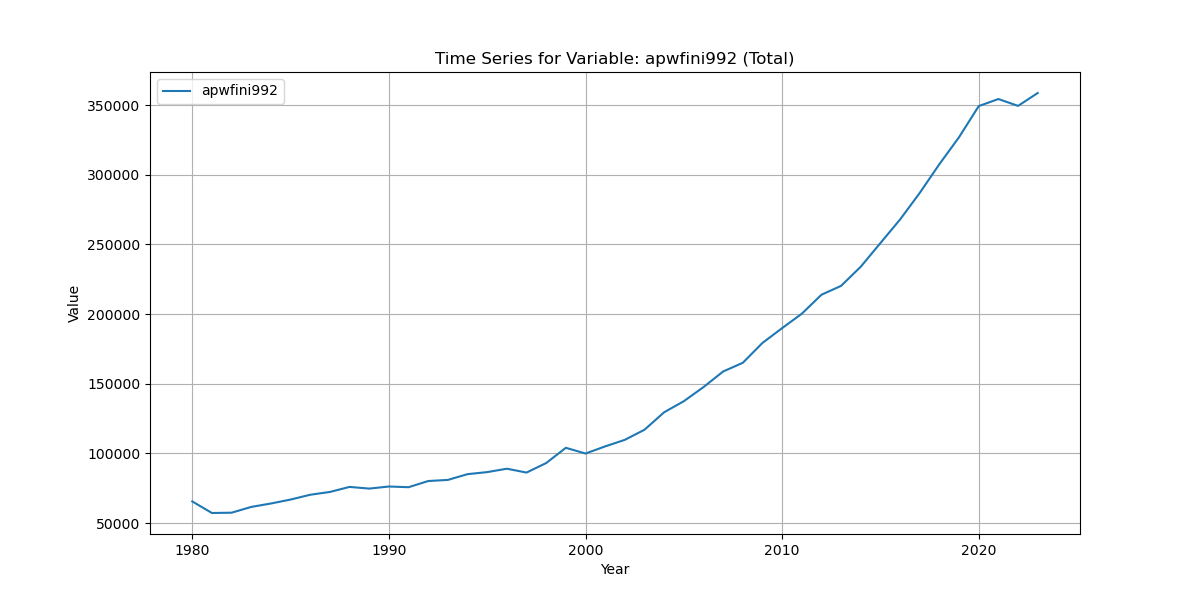 Time Series for Variable: apwfini992 (Total)
apwfini992
350000
300000
250000
200000
150000
100000
50000
Value
1980 1990 2000 2010 2020
Year